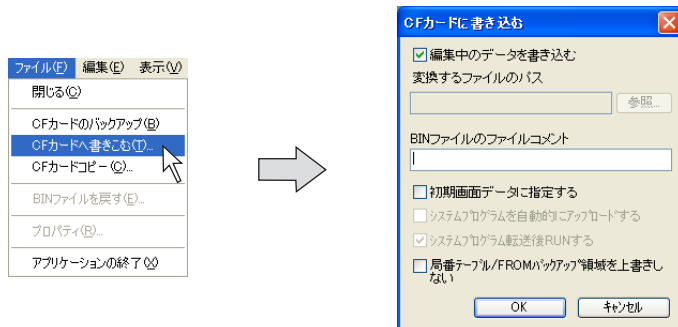 ファイル(F) 編集(E) 表示(V)
閉じる(C)
CFカードのバックアップ(B)
CFカードへ書きこむ(T)...
CFカードコピー(C)...
BINファイルを戻す(E)...
プロパティ(R)...
アプリケーションの終了(X)
CFカードに書き込む
編集中のデータを書き込む
変換するファイルのパス
参照...
BINファイルのファイルコメント
初期画面データに指定する
システムプログラムを自動的にアップロードする
システムプログラム転送後RUNする
局番テーブル/FROMバックアップ領域を上書きし
ない
OK キャンセル